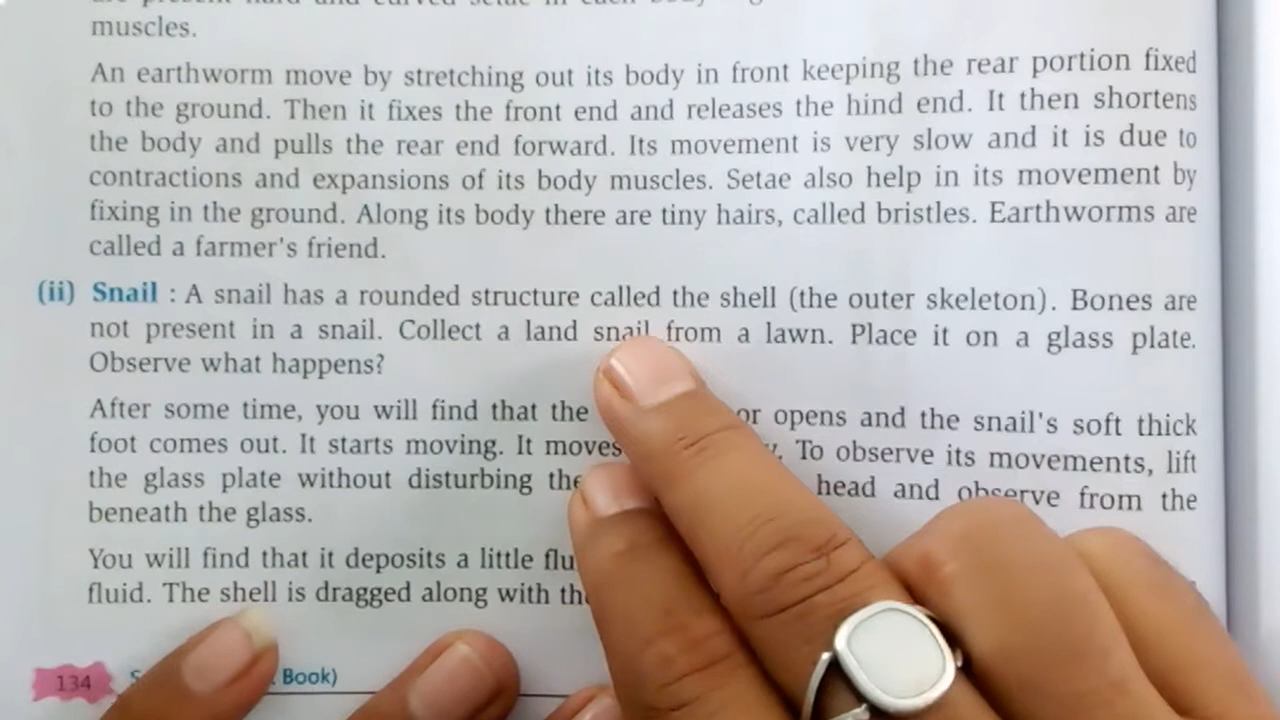 muscles.
An earthworm move by stretching out its body in front keeping the rear portion fixed
to the ground. Then it fixes the front end and releases the hind end. It then shortens
the body and pulls the rear end forward. Its movement is very slow and it is due to
contractions and expansions of its body muscles. Setae also help in its movement by
fixing in the ground. Along its body there are tiny hairs, called bristles. Earthworms are
called a farmer's friend.
(ii) Snail : A snail has a rounded structure called the shell (the outer skeleton). Bones are
not present in a snail. Collect a land snail from a lawn. Place it on a glass plate.
Observe what happens?
After some time, you will find that the opens and the snail's soft thick
foot comes out. It starts moving. It moves To observe its movements, lift
the glass plate without disturbing head and observe from the
beneath the glass.
You will find that it deposits a little
fluid. The shell is dragged along with
134 Book)